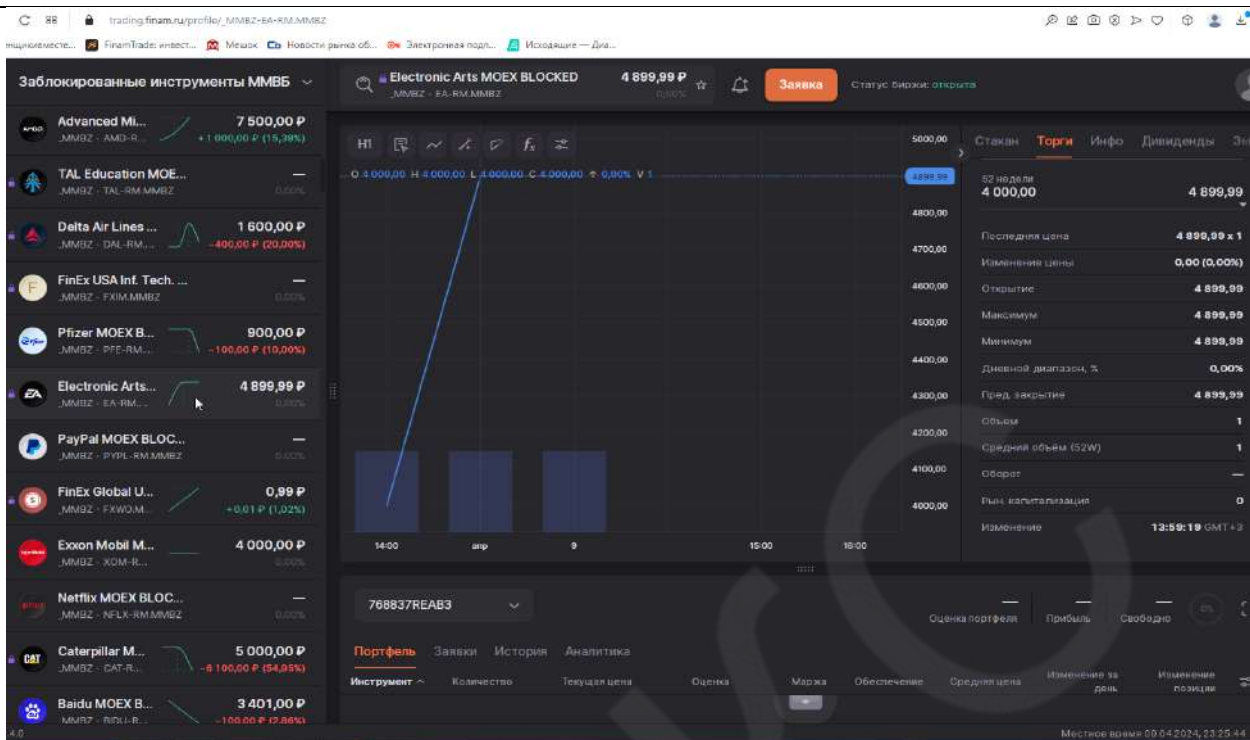 trading.finam.ru/profile/_MMBZ-EA-RM.MMBZ
FinamTrade: инвест... Мешок Новости рынка об... Электронная подп... Исходящие — Диа...
Заблокированные инструменты ММВБ
Electronic Arts MOEX BLOCKED 4 899,99 ₽
_MMBZ - EA-RM.MMBZ 0,00%
Заявка
Статус биржи: открыта
Advanced Mi... 7 500,00 ₽
_MMBZ - AMD-R... +1 000,00 ₽ (15,38%)
TAL Education MOE... —
_MMBZ - TAL-RM.MMBZ 0,00%
Delta Air Lines ... 1 600,00 ₽
_MMBZ - DAL-RM.... -400,00 ₽ (20,00%)
FinEx USA Inf. Tech. ... —
_MMBZ - FXIM.MMBZ 0,00%
Pfizer MOEX B... 900,00 ₽
_MMBZ - PFE-RM.... -100,00 ₽ (10,00%)
Electronic Arts... 4 899,99 ₽
_MMBZ - EA-RM.... 0,00%
PayPal MOEX BLOC... —
_MMBZ - PYPL-RM.MMBZ 0,00%
FinEx Global U... 0,99 ₽
_MMBZ - FXWO.M... +0,01 ₽ (1,02%)
Exxon Mobil M... 4 000,00 ₽
_MMBZ - XOM-R... 0,00%
Netflix MOEX BLOC... —
_MMBZ - NFLX-RM.MMBZ 0,00%
Caterpillar M... 5 000,00 ₽
_MMBZ - CAT-R... -6 100,00 ₽ (54,95%)
Baidu MOEX B... 3 401,00 ₽
_MMBZ - BIDU-R... -100,00 ₽ (2,86%)
4.0
H1
O 4 000,00 H 4 000,00 L 4 000,00 C 4 000,00 0,00% V 1
5000,00
4899,99
4800,00
4700,00
4600,00
4500,00
4400,00
4300,00
4200,00
4100,00
4000,00
14:00 апр 9 15:00 16:00
Стакан Торги Инфо Дивиденды
52 недели
4 000,00 4 899,99
Последняя цена 4 899,99 x 1
Изменение цены 0,00 (0,00%)
Открытие 4 899,99
Максимум 4 899,99
Минимум 4 899,99
Дневной диапазон, % 0,00%
Пред. закрытие 4 899,99
Объем 1
Средний объём (52W) 1
Оборот —
Рын. капитализация 0
Изменение 13:59:19 GMT+3
768837REAB3
— — — 0%
Оценка портфеля Прибыль Свободно
Портфель Заявки История Аналитика
Инструмент Количество Текущая цена Оценка Маржа Обеспечение Средняя цена Изменение за день Изменение позиции
Местное время 09.04.2024, 23:25:44